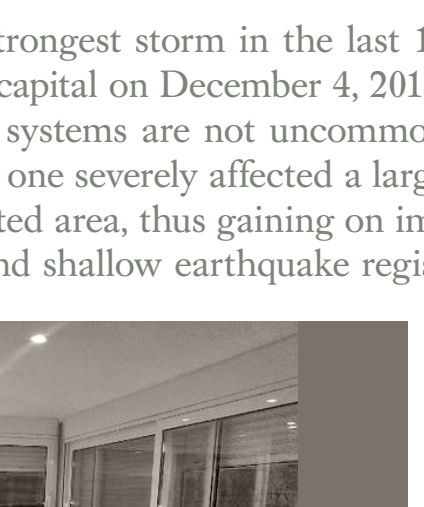 trongest storm in the last 1
capital on December 4, 201
systems are not uncommo
one severely affected a larg
ted area, thus gaining on im
nd shallow earthquake regis